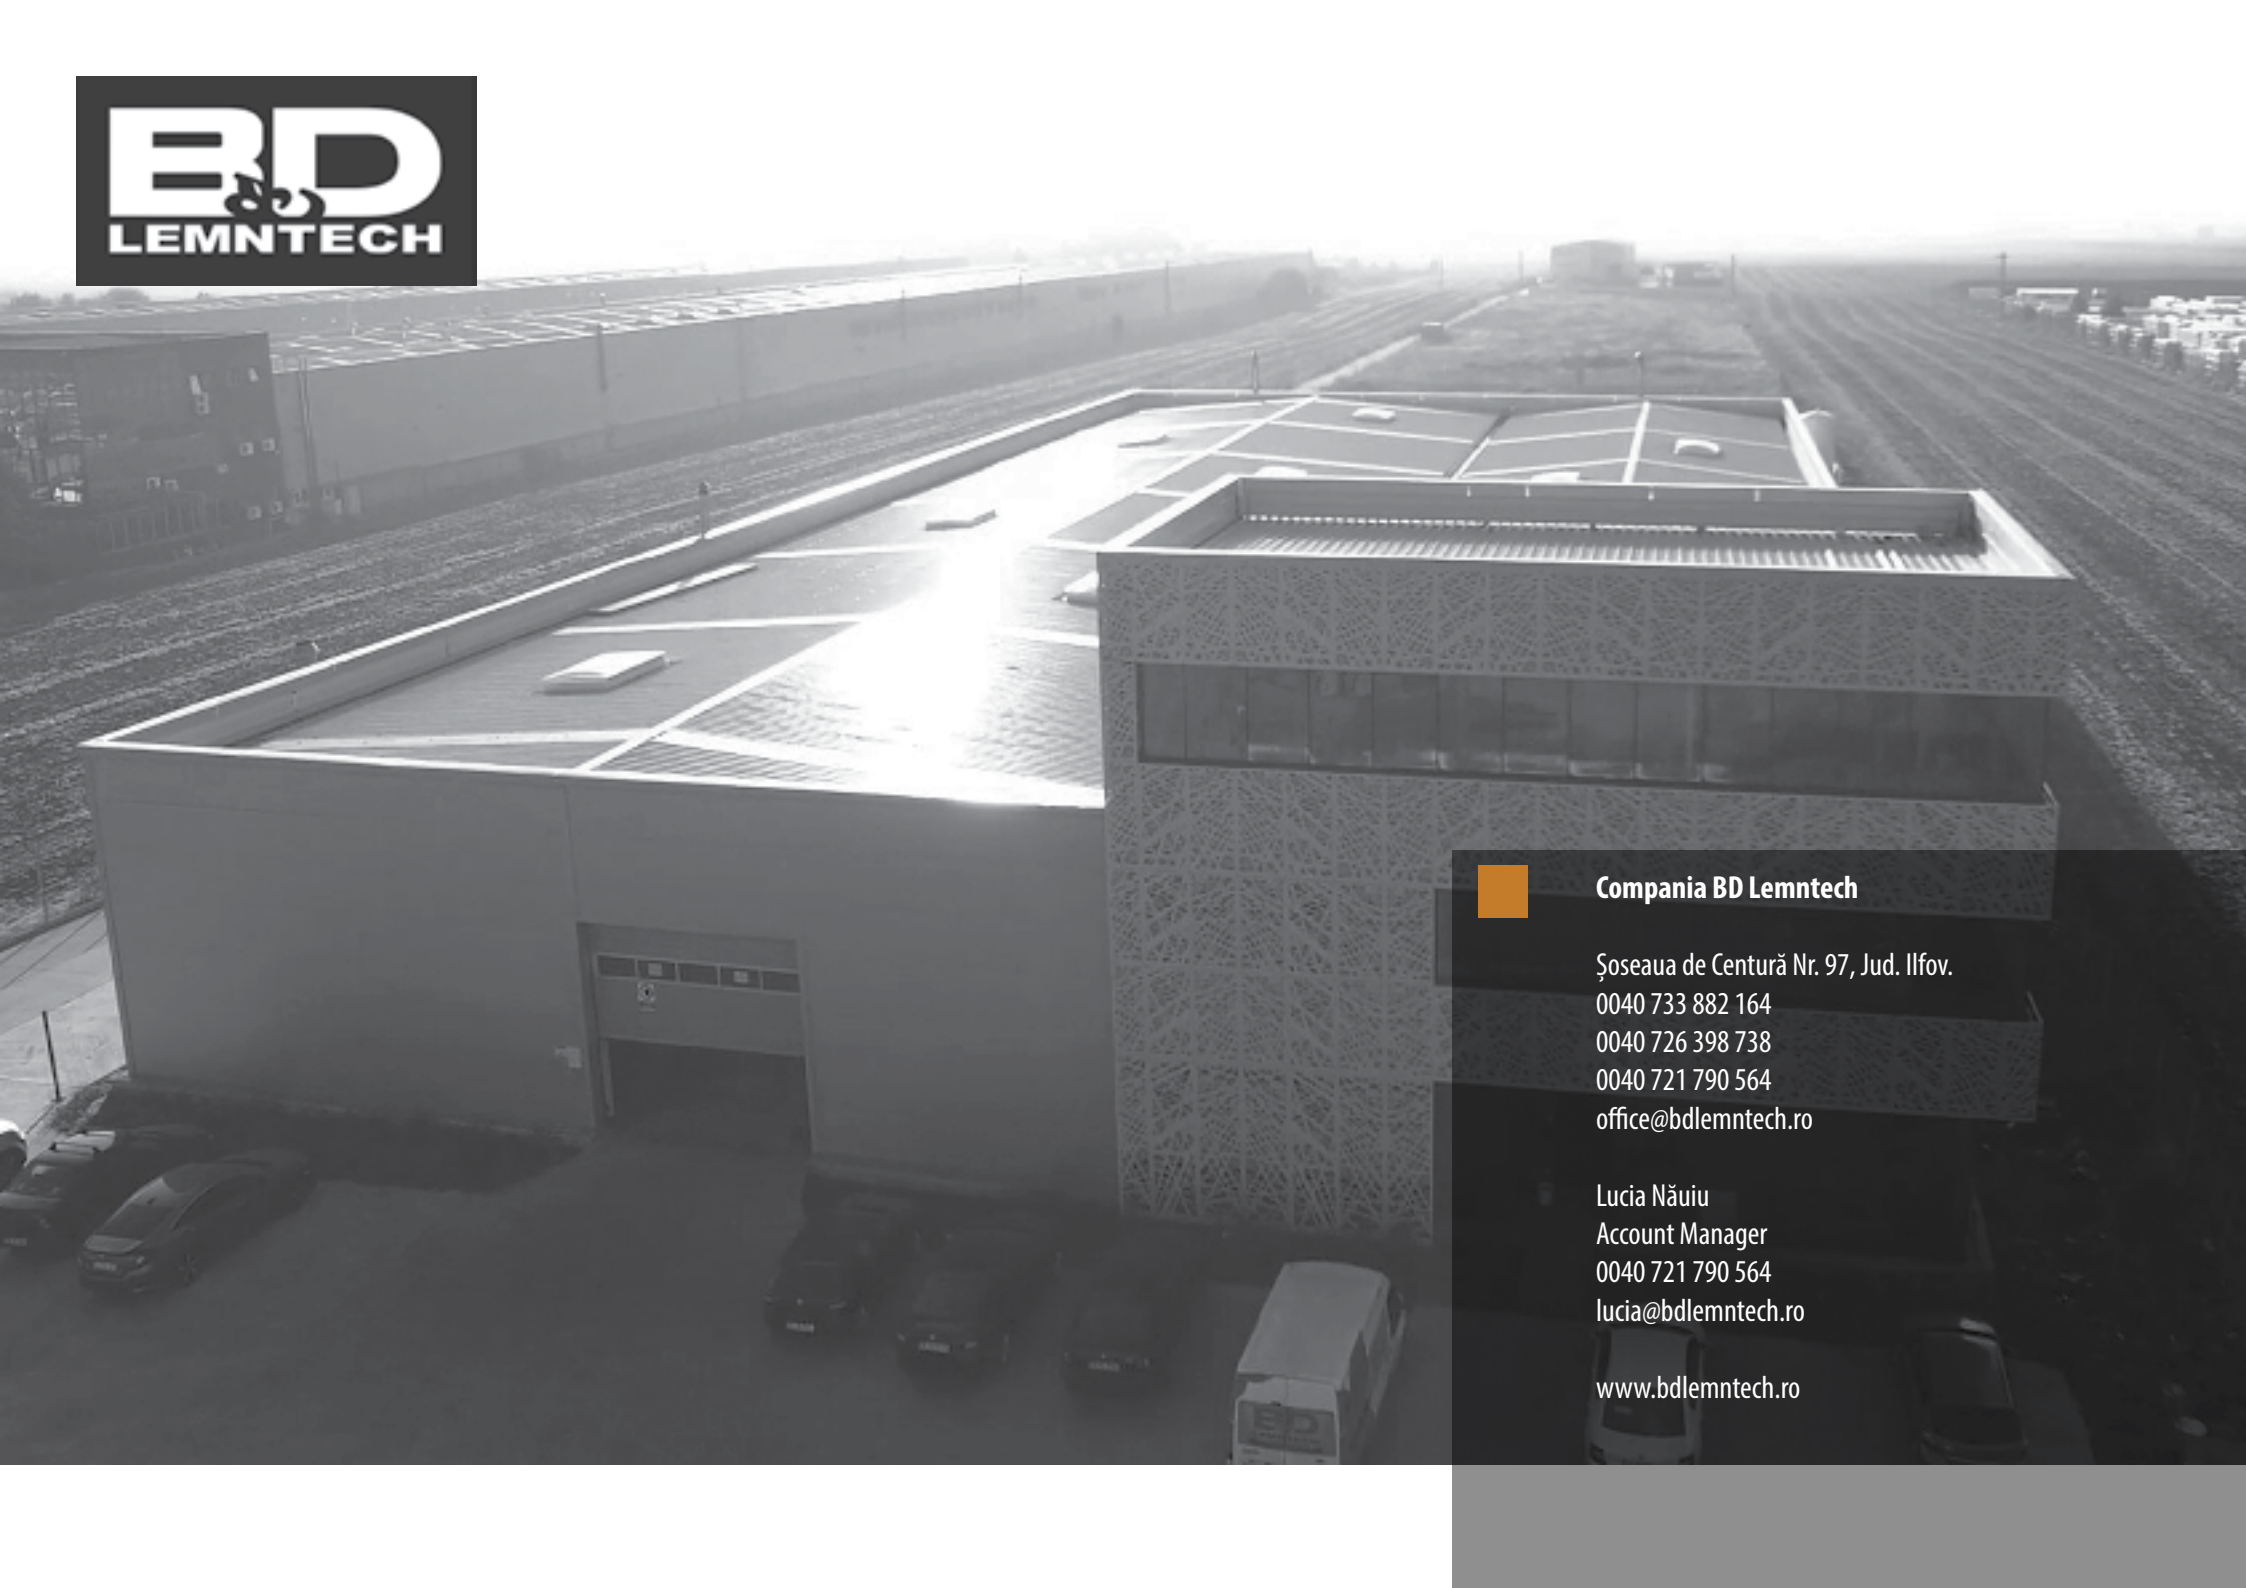 B&D
LEMNTECH
Compania BD Lemntech
Șoseaua de Centură Nr. 97, Jud. Ilfov.
0040 733 882 164
0040 726 398 738
0040 721 790 564
office@bdlemntech.ro
Lucia Năuiu
Account Manager
0040 721 790 564
lucia@bdlemntech.ro
www.bdlemntech.ro
BD